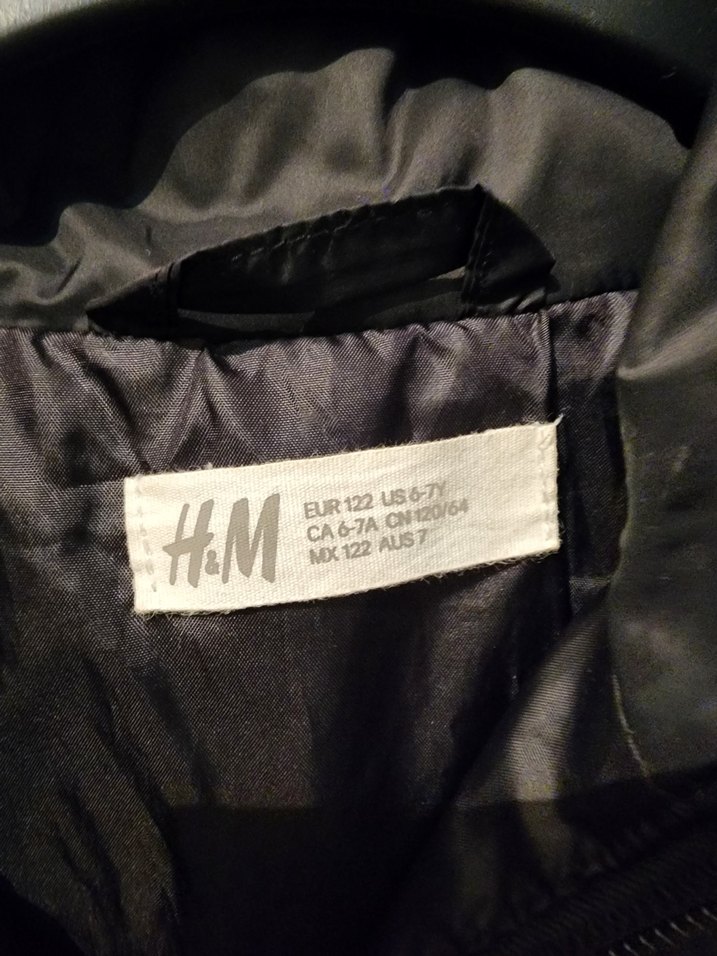 H&M
EUR 122 US 6-7Y
CA 6-7A CN 120/64
MX 122 AUS 7